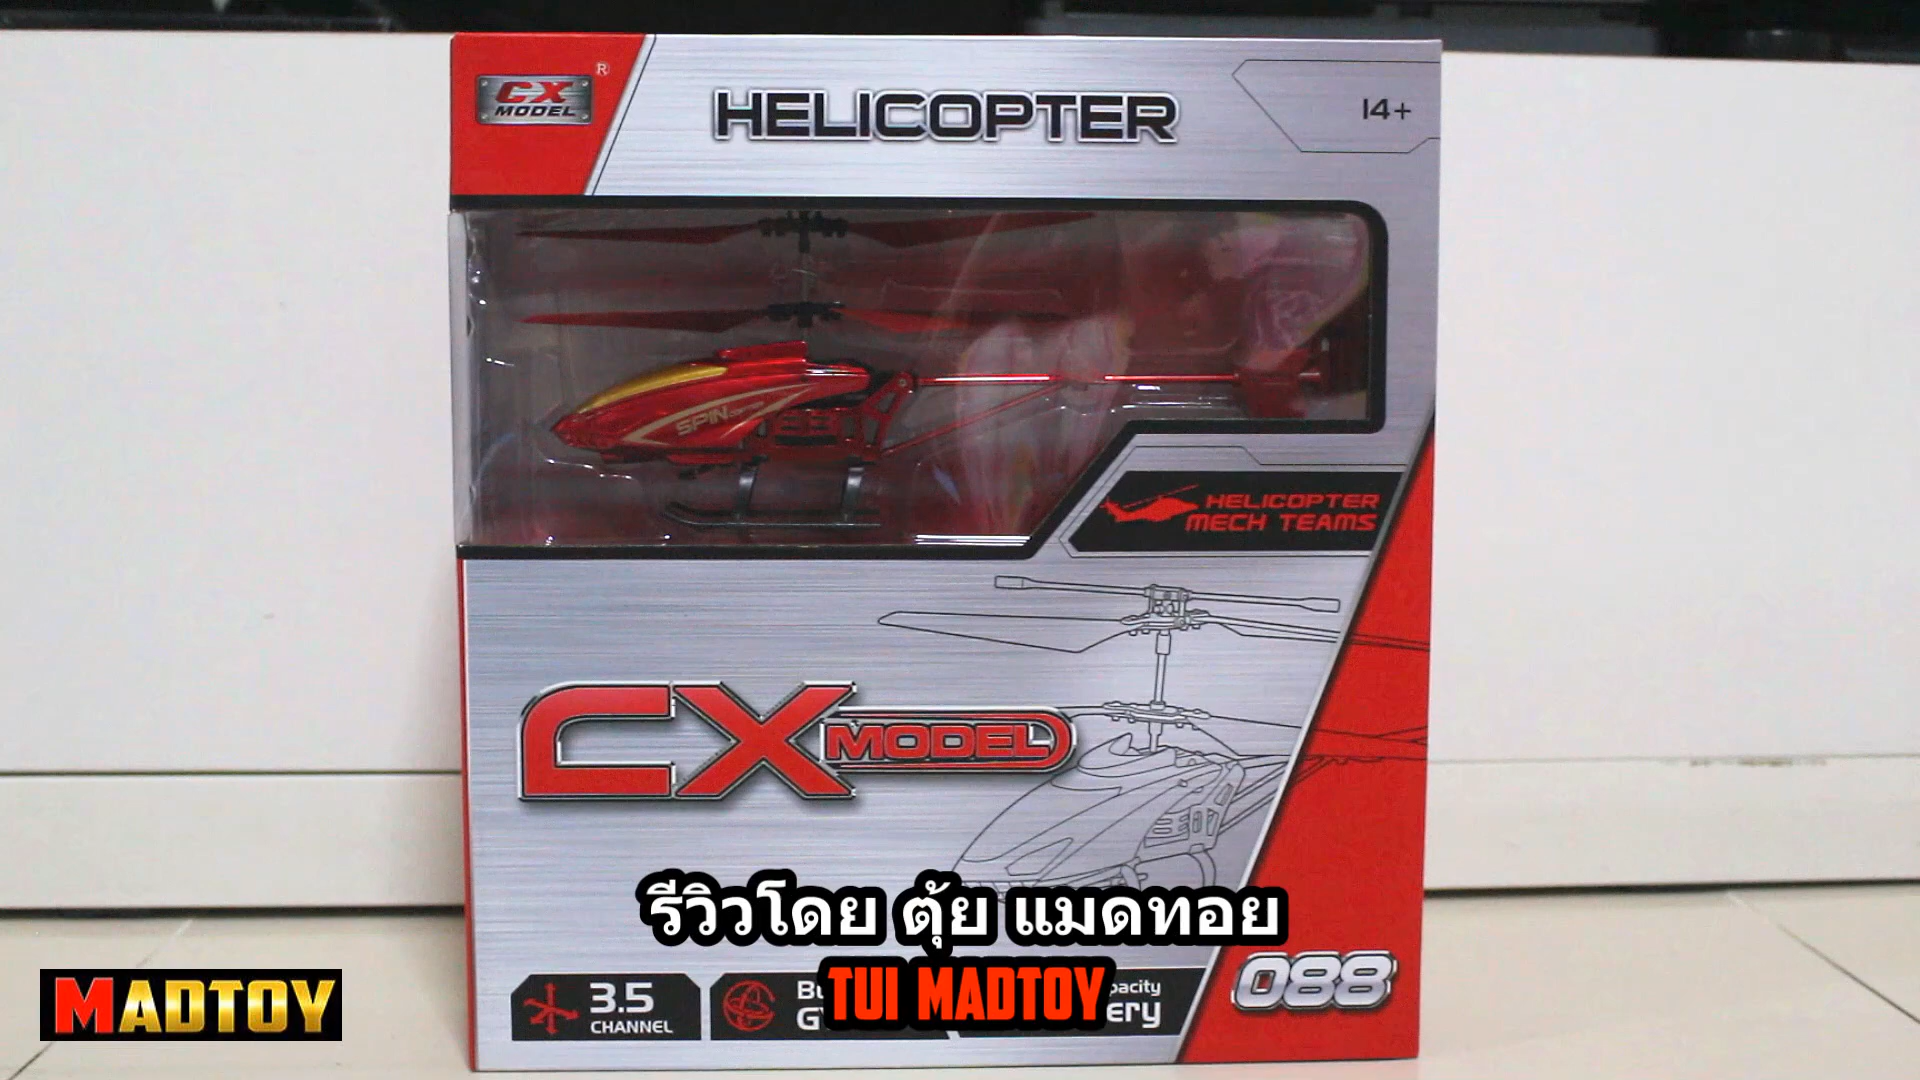 CX
MODEL
®
HELICOPTER
14+
SPIN
HELICOPTER
MECH TEAMS
CX MODEL
รีวิวโดย ตุ้ย แมดทอย
MADTOY
3.5
CHANNEL
TUI MADTOY
088